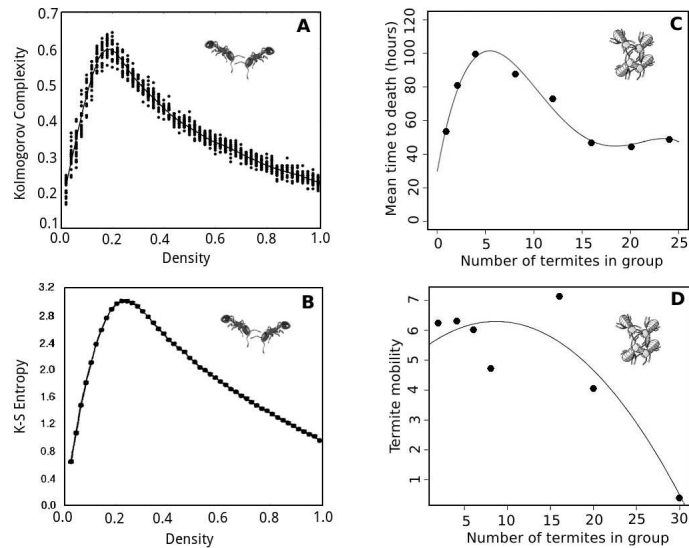 A
Kolmogorov Complexity
0.7
0.6
0.5
0.4
0.3
0.2
0.1
0.0 0.2 0.4 0.6 0.8 1.0
Density
B
K-S Entropy
3.2
2.8
2.4
2.0
1.6
1.2
0.8
0.4
0.0
0.0 0.2 0.4 0.6 0.8 1.0
Density
C
Mean time to death (hours)
120
100
80
60
40
20
0
0 5 10 15 20 25
Number of termites in group
D
Termite mobility
7
6
5
4
3
2
1
5 10 15 20 25 30
Number of termites in group